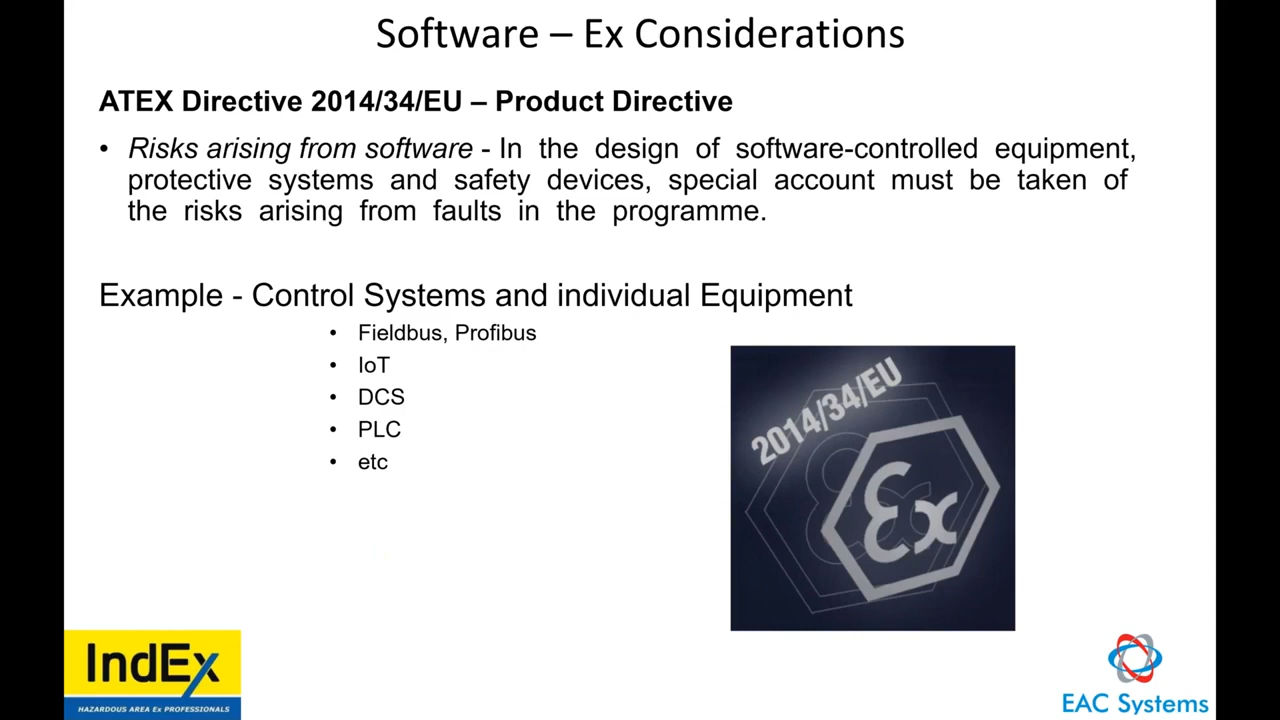 Software – Ex Considerations
ATEX Directive 2014/34/EU – Product Directive
• Risks arising from software - In the design of software-controlled equipment,
protective systems and safety devices, special account must be taken of
the risks arising from faults in the programme.
Example - Control Systems and individual Equipment
• Fieldbus, Profibus
• IoT
• DCS
• PLC
• etc
2014/34/EU
Ex
IndEx
HAZARDOUS AREA Ex PROFESSIONALS
EAC Systems